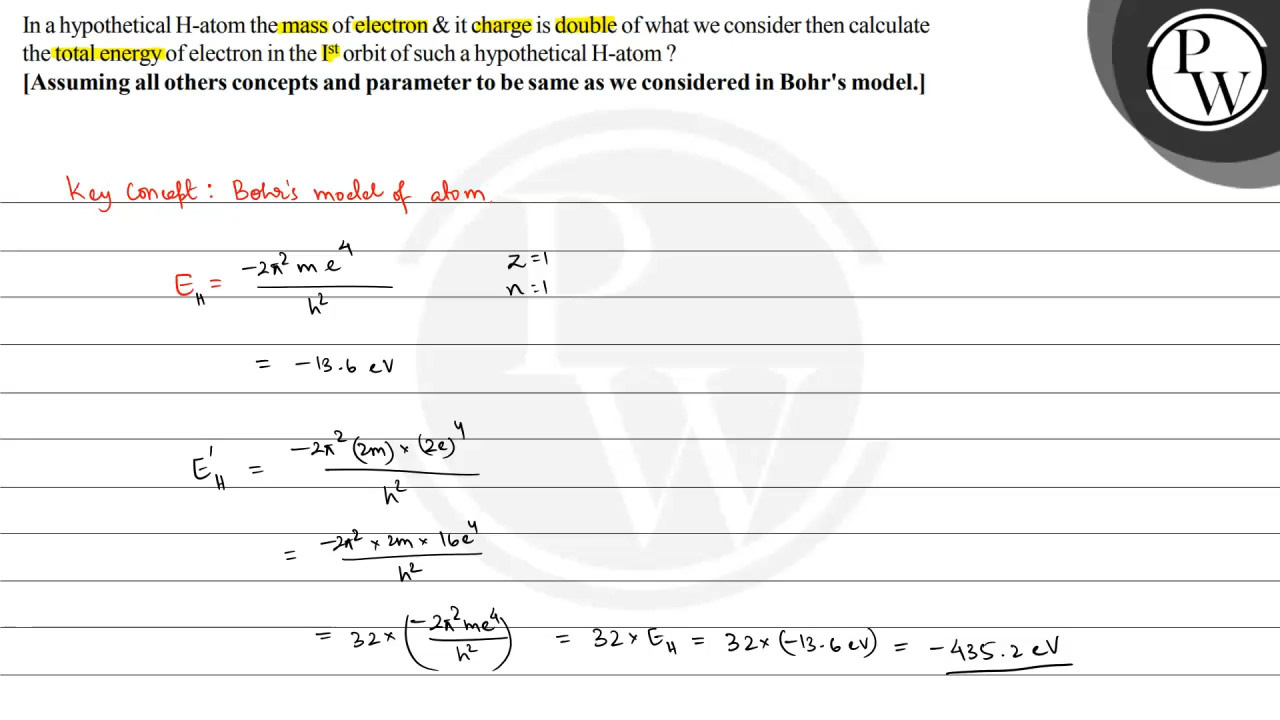 In a hypothetical H-atom the mass of electron & it charge is double of what we consider then calculate
the total energy of electron in the Iˢᵗ orbit of such a hypothetical H-atom ?
[Assuming all others concepts and parameter to be same as we considered in Bohr's model.]
PW
Key Concept: Bohr's model of atom.
E_H = -2π² m e⁴ / h²
z=1
n=1
= -13.6 eV
E'_H = -2π² (2m) × (2e)⁴ / h²
= -2π² × 2m × 16e⁴ / h²
= 32 × (-2π² me⁴ / h²) = 32 × E_H = 32 × (-13.6 eV) = -435.2 eV